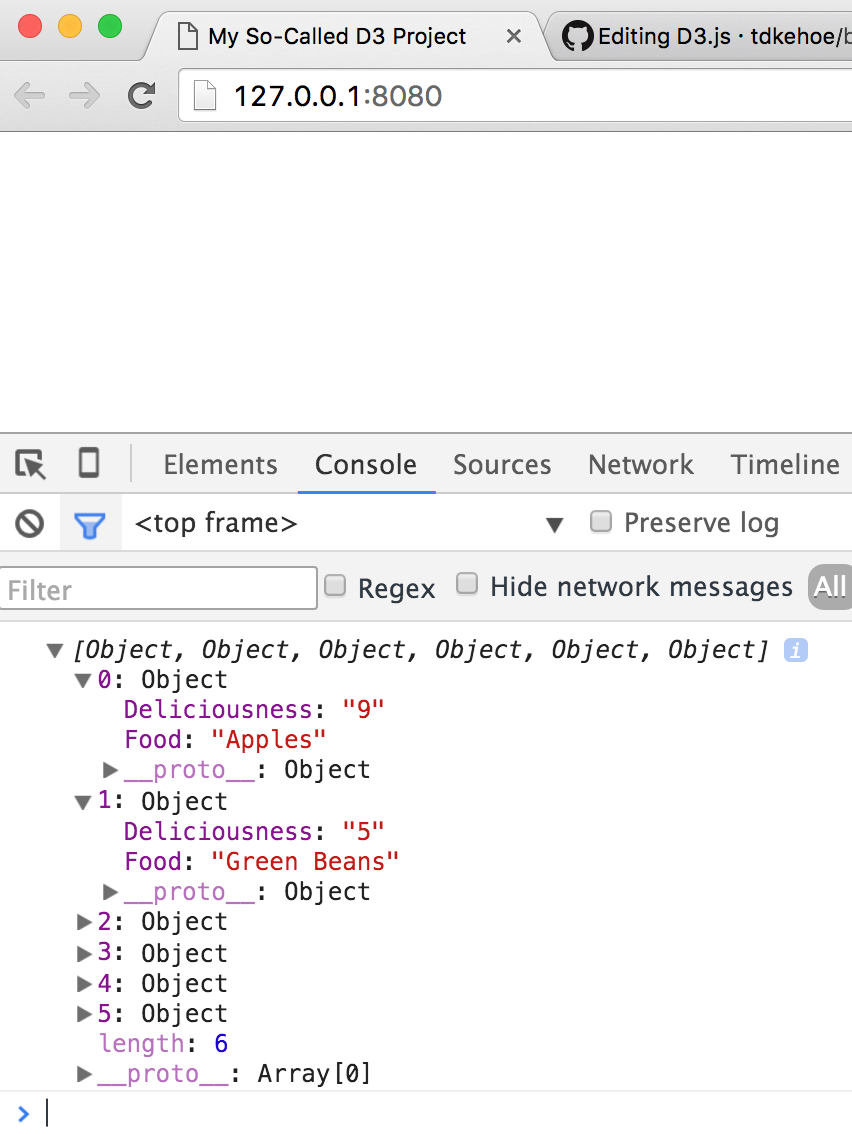 My So-Called D3 Project × Editing D3.js · tdkehoe/b
127.0.0.1:8080
Elements Console Sources Network Timeline
<top frame> ▼ Preserve log
Filter Regex Hide network messages All
▼ [Object, Object, Object, Object, Object, Object] i
▼ 0: Object
Deliciousness: "9"
Food: "Apples"
▶ __proto__: Object
▼ 1: Object
Deliciousness: "5"
Food: "Green Beans"
▶ __proto__: Object
▶ 2: Object
▶ 3: Object
▶ 4: Object
▶ 5: Object
length: 6
▶ __proto__: Array[0]
>